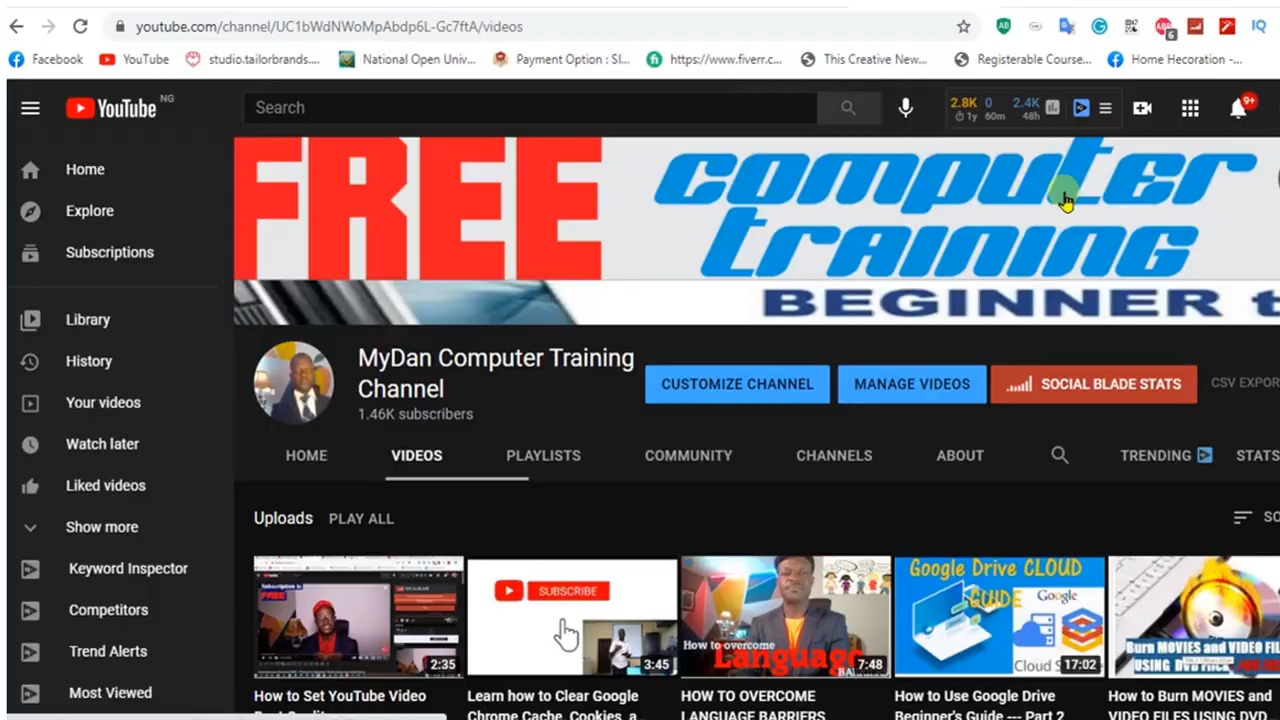 youtube.com/channel/UC1bWdNWoMpAbdp6L-Gc7ftA/videos
Facebook
YouTube
studio.tailorbrands....
National Open Univ...
Payment Option : Sl...
https://www.fiverr.c...
This Creative New...
Registerable Course...
Home Hecoration -...
YouTube NG
Search
2.8K 0 2.4K
1y 60m 48h
9+
Home
Explore
Subscriptions
Library
History
Your videos
Watch later
Liked videos
Show more
Keyword Inspector
Competitors
Trend Alerts
Most Viewed
FREE computer
training
BEGINNER t
MyDan Computer Training
Channel
1.46K subscribers
CUSTOMIZE CHANNEL
MANAGE VIDEOS
SOCIAL BLADE STATS
CSV EXPOR
HOME
VIDEOS
PLAYLISTS
COMMUNITY
CHANNELS
ABOUT
TRENDING
STATS
Uploads PLAY ALL
SO
2:35
How to Set YouTube Video
SUBSCRIBE
3:45
Learn how to Clear Google
Chrome Cache, Cookies, a
How to overcome
Language
7:48
HOW TO OVERCOME
LANGUAGE BARRIERS
Google Drive CLOUD
GUIDE
Google
Cloud S
17:02
How to Use Google Drive
Beginner's Guide --- Part 2
Burn MOVIES and VIDEO FIL
How to Burn MOVIES and
VIDEO FILES USING DVD